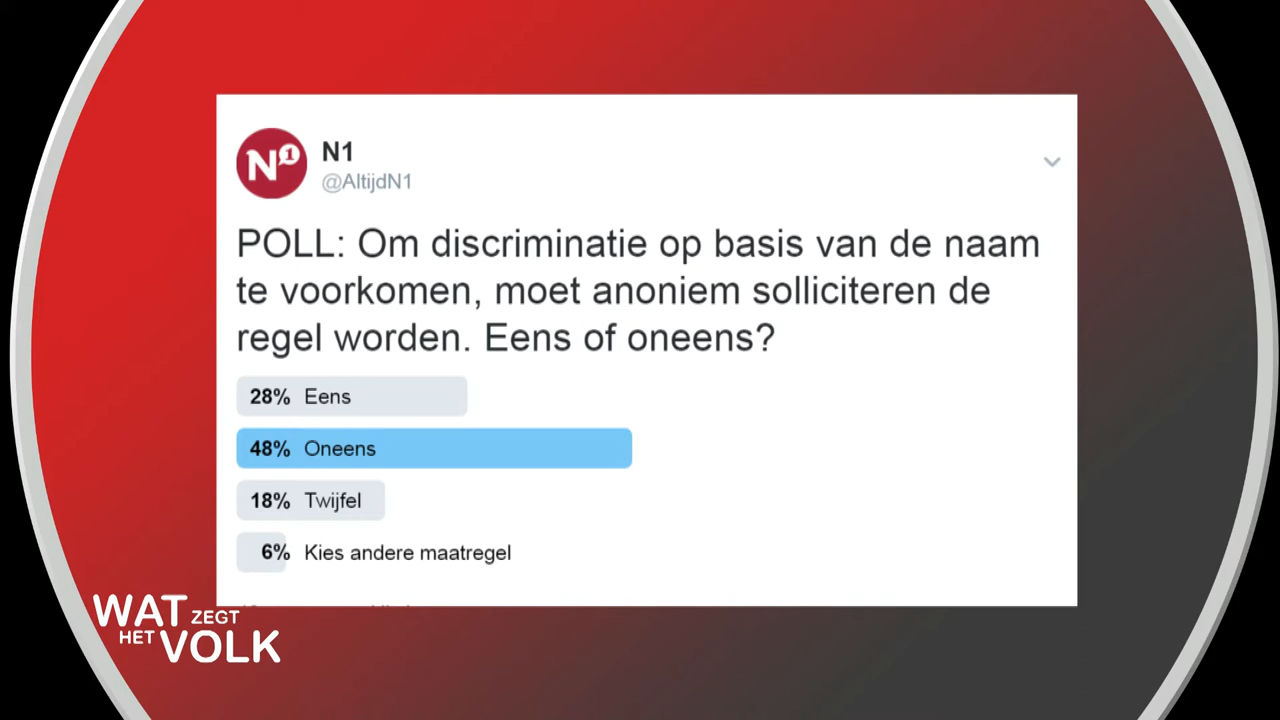 N1
N1
@AltijdN1
POLL: Om discriminatie op basis van de naam
te voorkomen, moet anoniem solliciteren de
regel worden. Eens of oneens?
28% Eens
48% Oneens
18% Twijfel
6% Kies andere maatregel
WAT ZEGT
HET VOLK